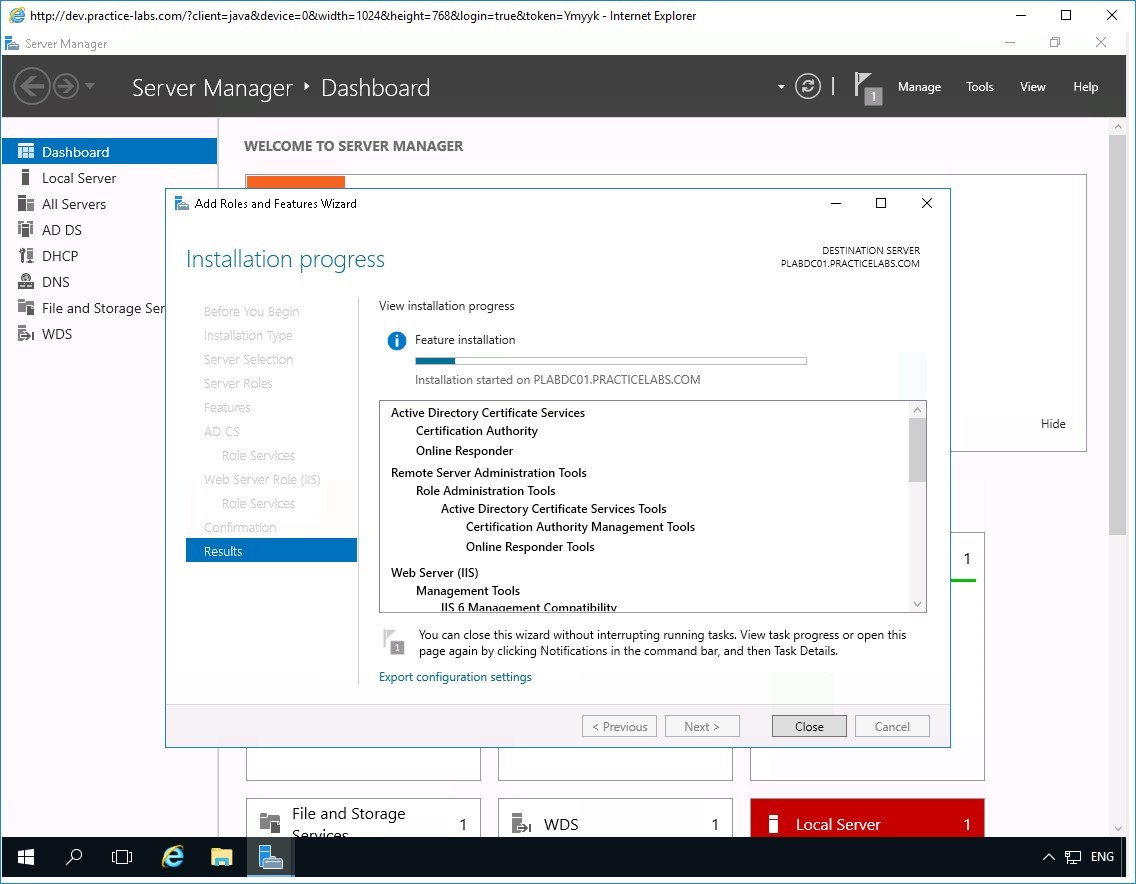 http://dev.practice-labs.com/?client=java&device=0&width=1024&height=768&login=true&token=Ymyyk - Internet Explorer
Server Manager
Server Manager ‣ Dashboard
1
Manage
Tools
View
Help
Dashboard
Local Server
All Servers
AD DS
DHCP
DNS
File and Storage Ser
WDS
WELCOME TO SERVER MANAGER
Add Roles and Features Wizard
Installation progress
DESTINATION SERVER
PLABDC01.PRACTICELABS.COM
Before You Begin
Installation Type
Server Selection
Server Roles
Features
AD CS
Role Services
Web Server Role (IIS)
Role Services
Confirmation
Results
View installation progress
Feature installation
Installation started on PLABDC01.PRACTICELABS.COM
Active Directory Certificate Services
Certification Authority
Online Responder
Remote Server Administration Tools
Role Administration Tools
Active Directory Certificate Services Tools
Certification Authority Management Tools
Online Responder Tools
Web Server (IIS)
Management Tools
IIS 6 Management Compatibility
1
You can close this wizard without interrupting running tasks. View task progress or open this
page again by clicking Notifications in the command bar, and then Task Details.
Export configuration settings
< Previous
Next >
Close
Cancel
Hide
1
File and Storage
Services
1
WDS
1
Local Server
1
ENG